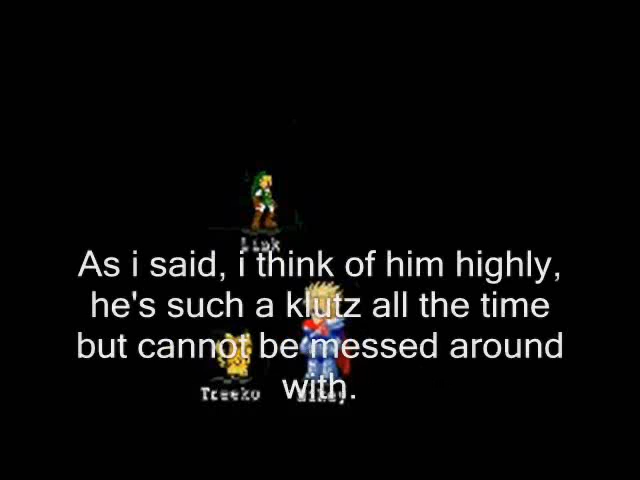 Link
As i said, i think of him highly,
he's such a klutz all the time
but cannot be messed around
with.
Treeko